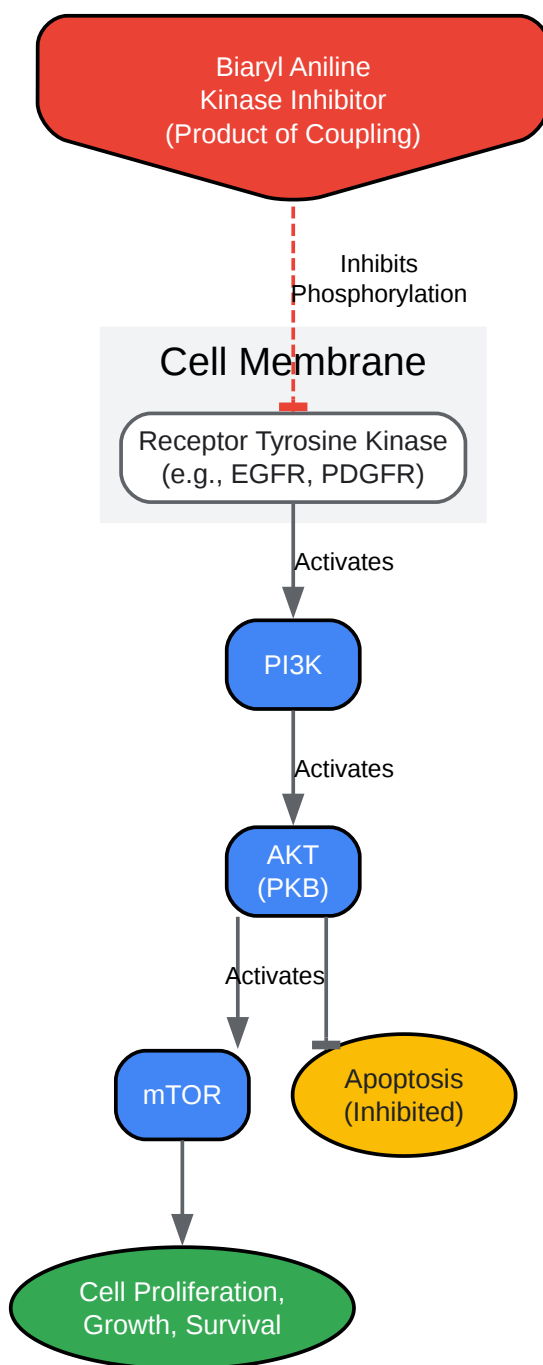 Biaryl Aniline
Kinase Inhibitor
(Product of Coupling)
Inhibits
Phosphorylation
Cell Membrane
Receptor Tyrosine Kinase
(e.g., EGFR, PDGFR)
Activates
PI3K
Activates
AKT
(PKB)
Activates
mTOR
Apoptosis
(Inhibited)
Cell Proliferation,
Growth, Survival